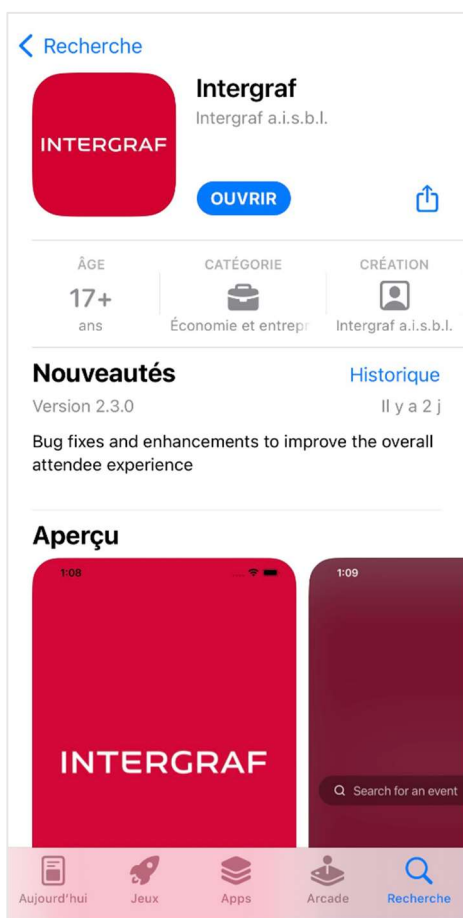 Recherche
INTERGRAF
Intergraf
Intergraf a.i.s.b.l.
OUVRIR
ÂGE
17+
ans
CATÉGORIE
Économie et entrepr
CRÉATION
Intergraf a.i.s.b.l.
Nouveautés
Historique
Version 2.3.0
Il y a 2 j
Bug fixes and enhancements to improve the overall
attendee experience
Aperçu
1:08
INTERGRAF
1:09
Search for an event
Aujourd'hui
Jeux
Apps
Arcade
Recherche